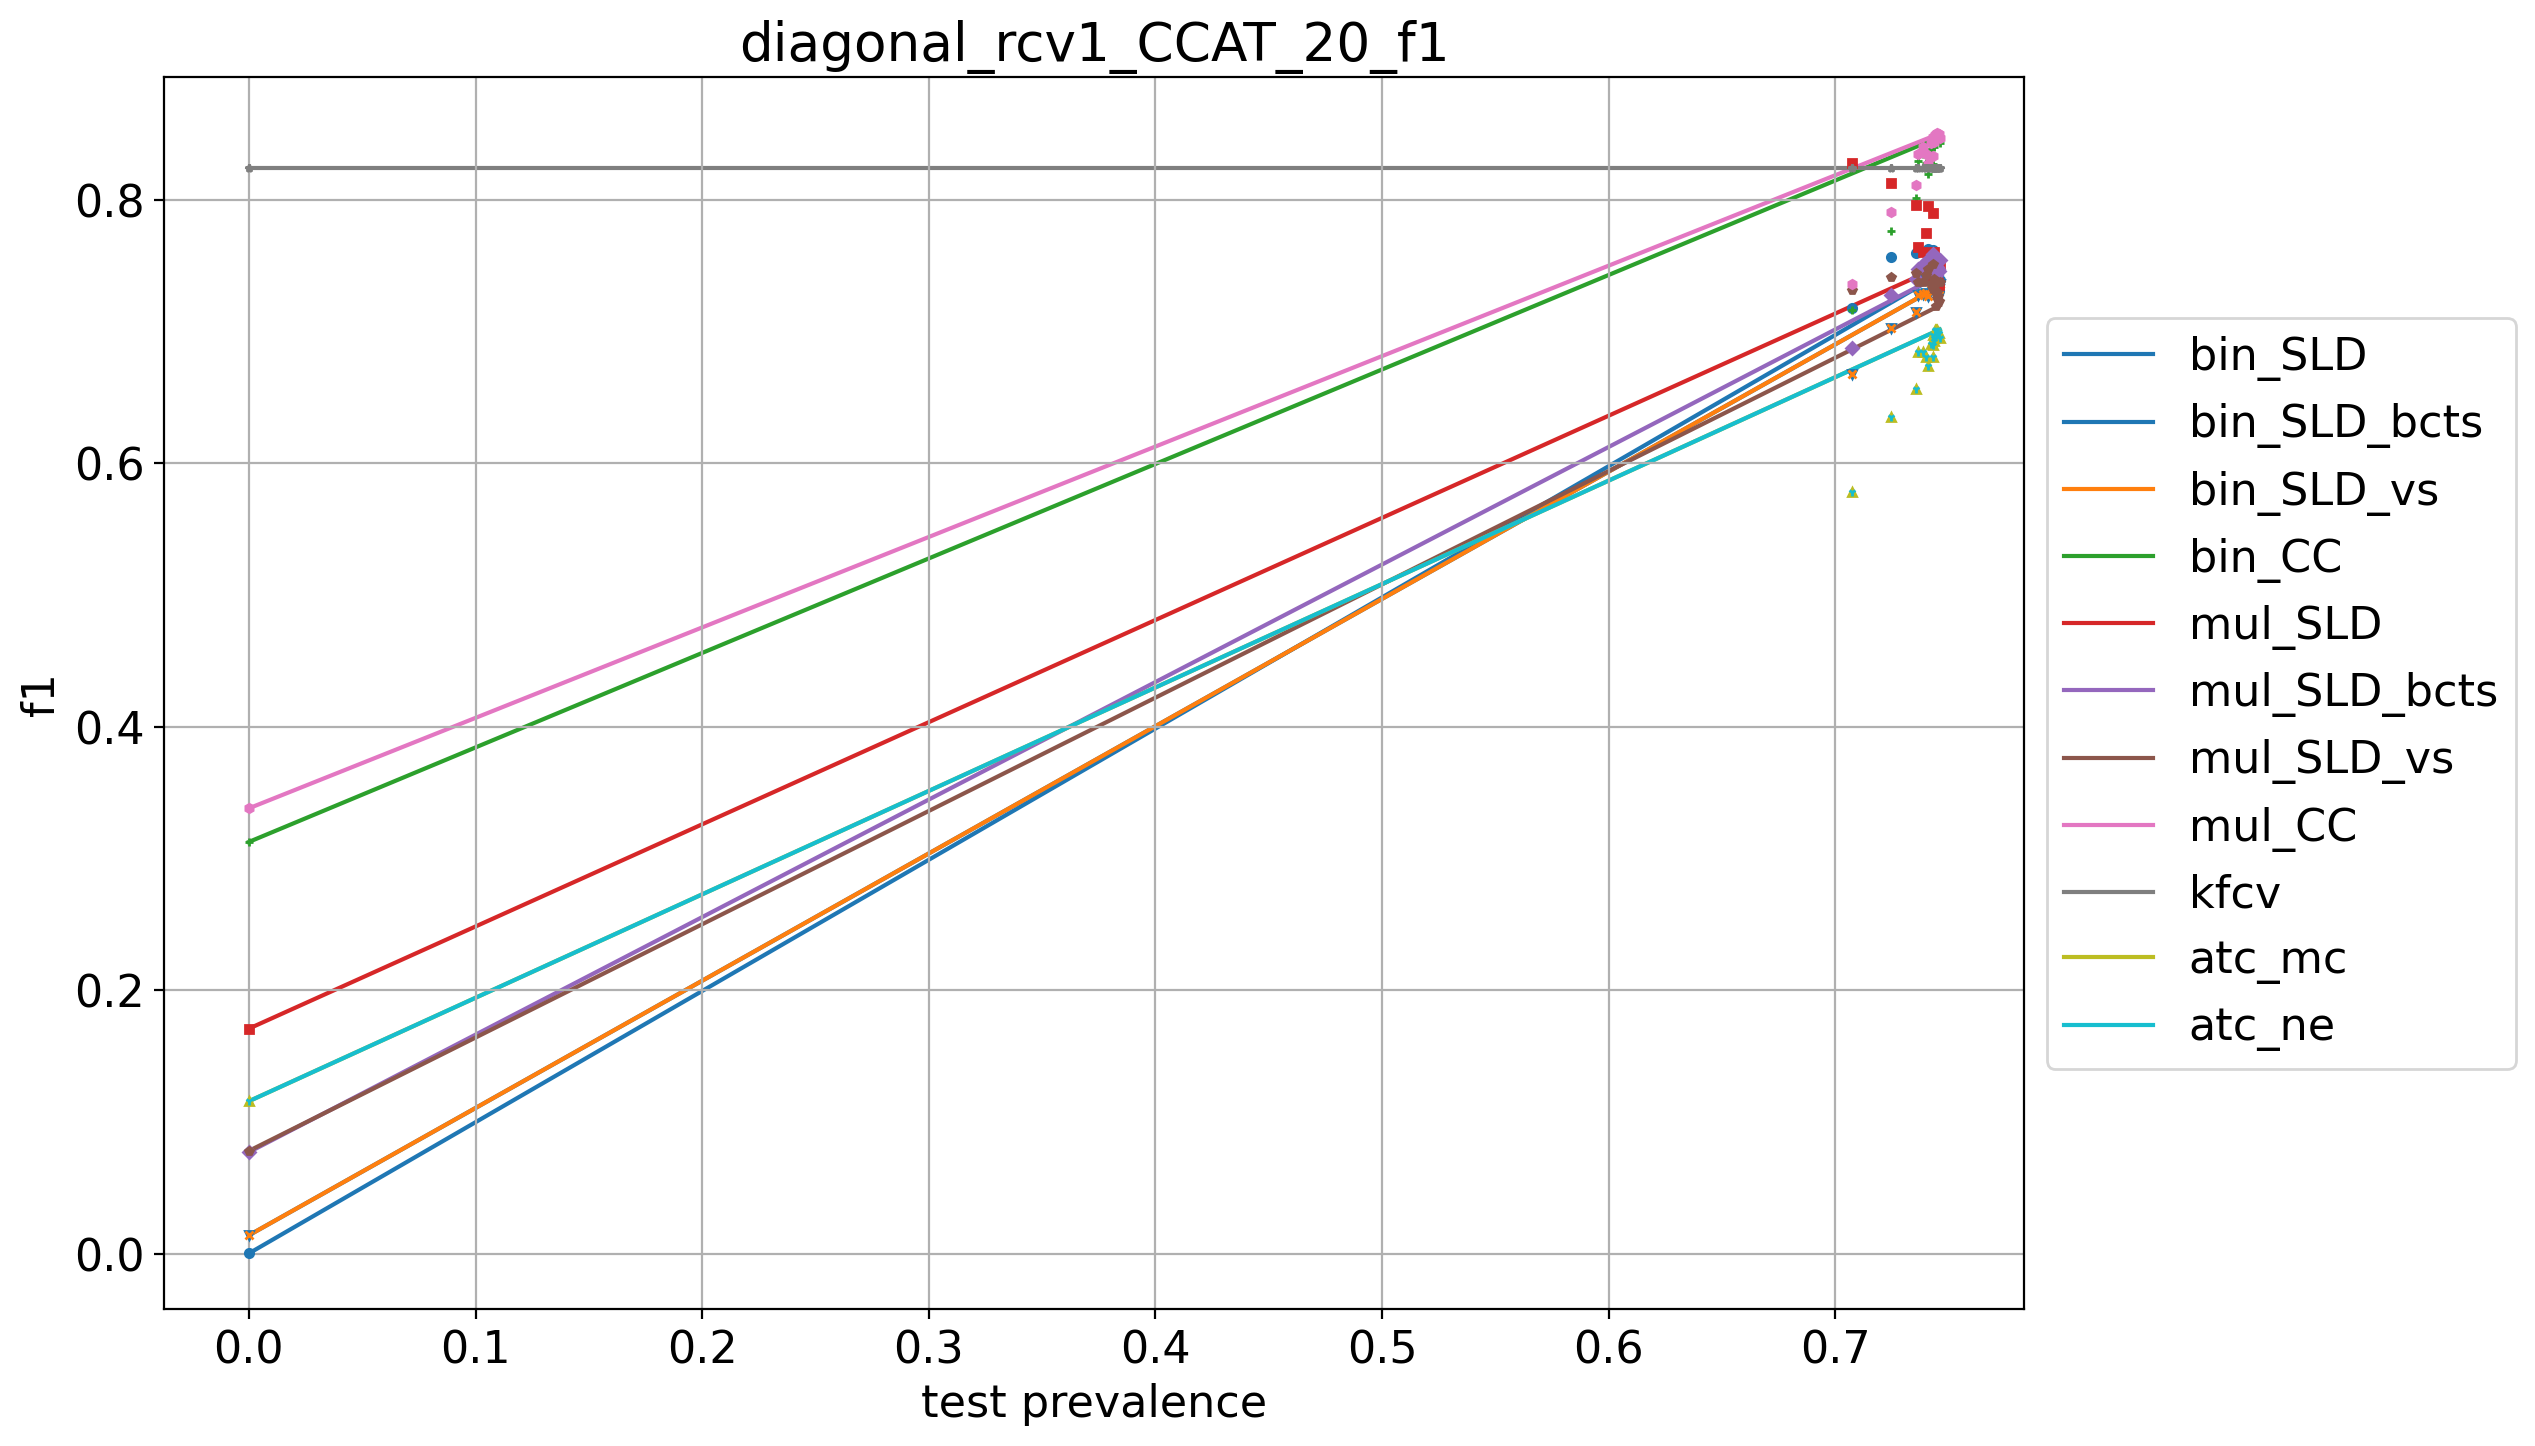 diagonal_rcv1_CCAT_20_f1
0.8
0.6
0.4
0.2
0.0
f1
0.0 0.1 0.2 0.3 0.4 0.5 0.6 0.7
test prevalence
bin_SLD
bin_SLD_bcts
bin_SLD_vs
bin_CC
mul_SLD
mul_SLD_bcts
mul_SLD_vs
mul_CC
kfcv
atc_mc
atc_ne